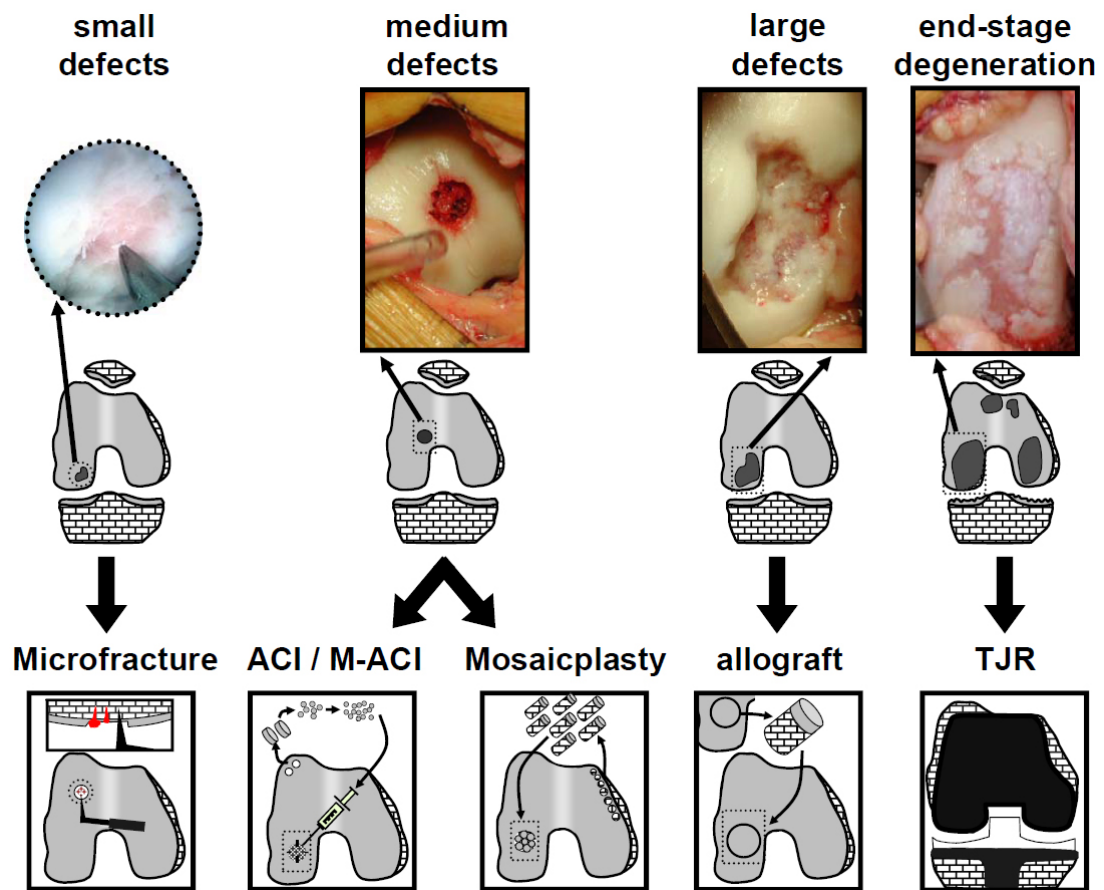 small
defects
medium
defects
large
defects
end-stage
degeneration
Microfracture
ACI / M-ACI
Mosaicplasty
allograft
TJR